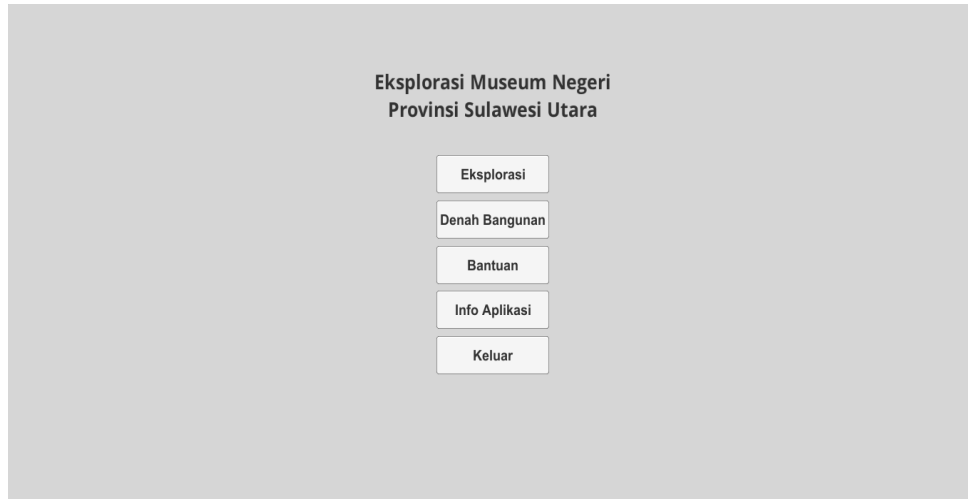 Eksplorasi Museum Negeri
Provinsi Sulawesi Utara
Eksplorasi
Denah Bangunan
Bantuan
Info Aplikasi
Keluar